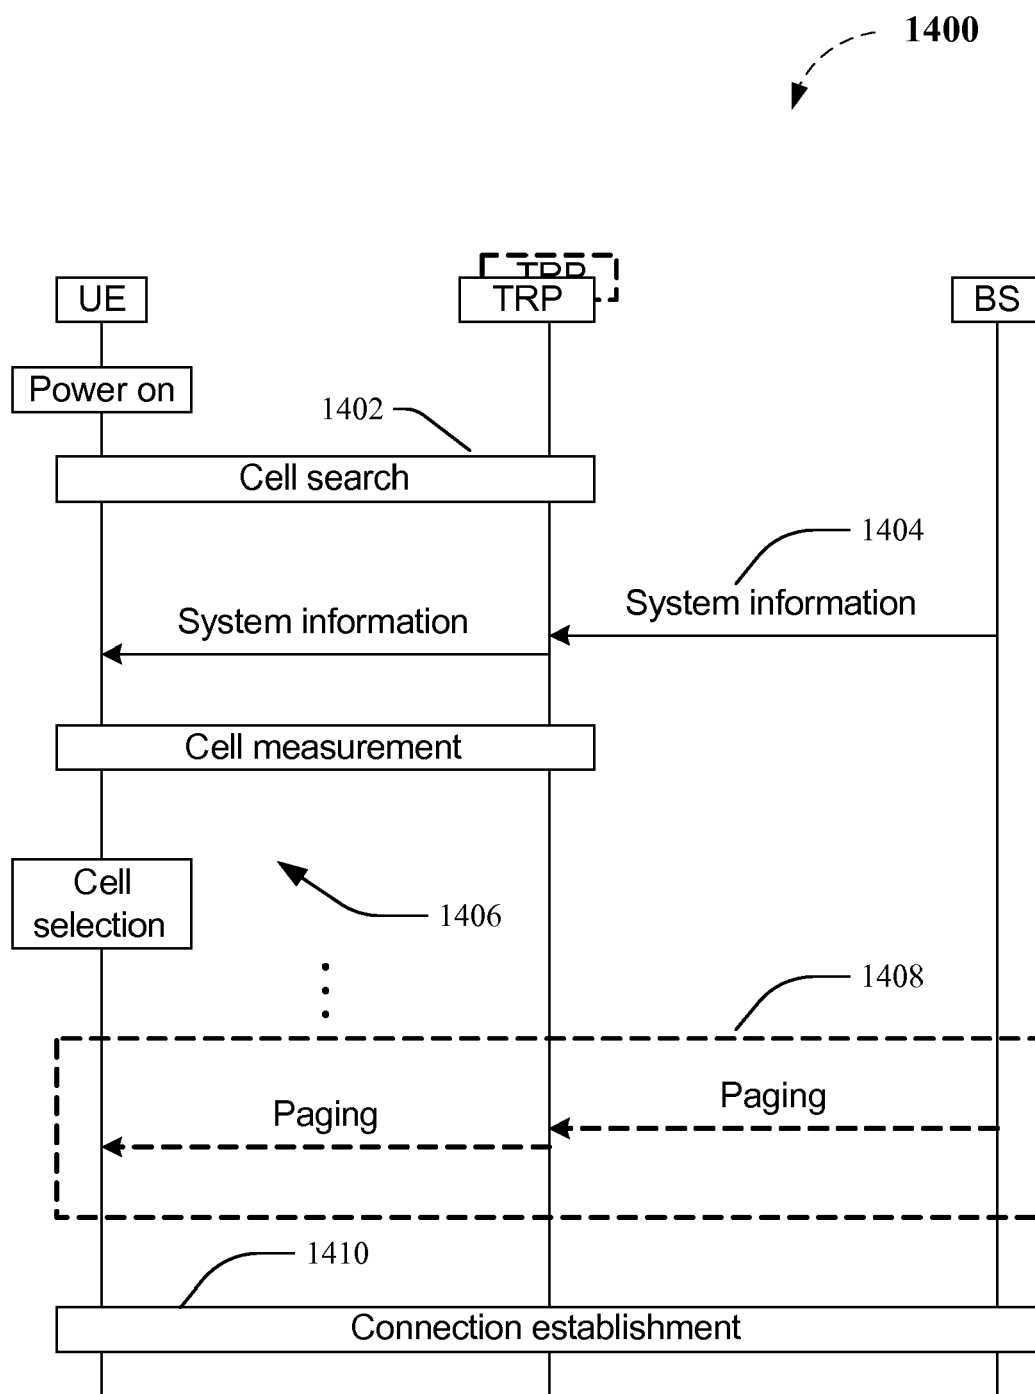 1400
TRP
UE
TRP
BS
Power on
1402
Cell search
1404
System information
System information
Cell measurement
Cell
selection
1406
1408
Paging
Paging
1410
Connection establishment